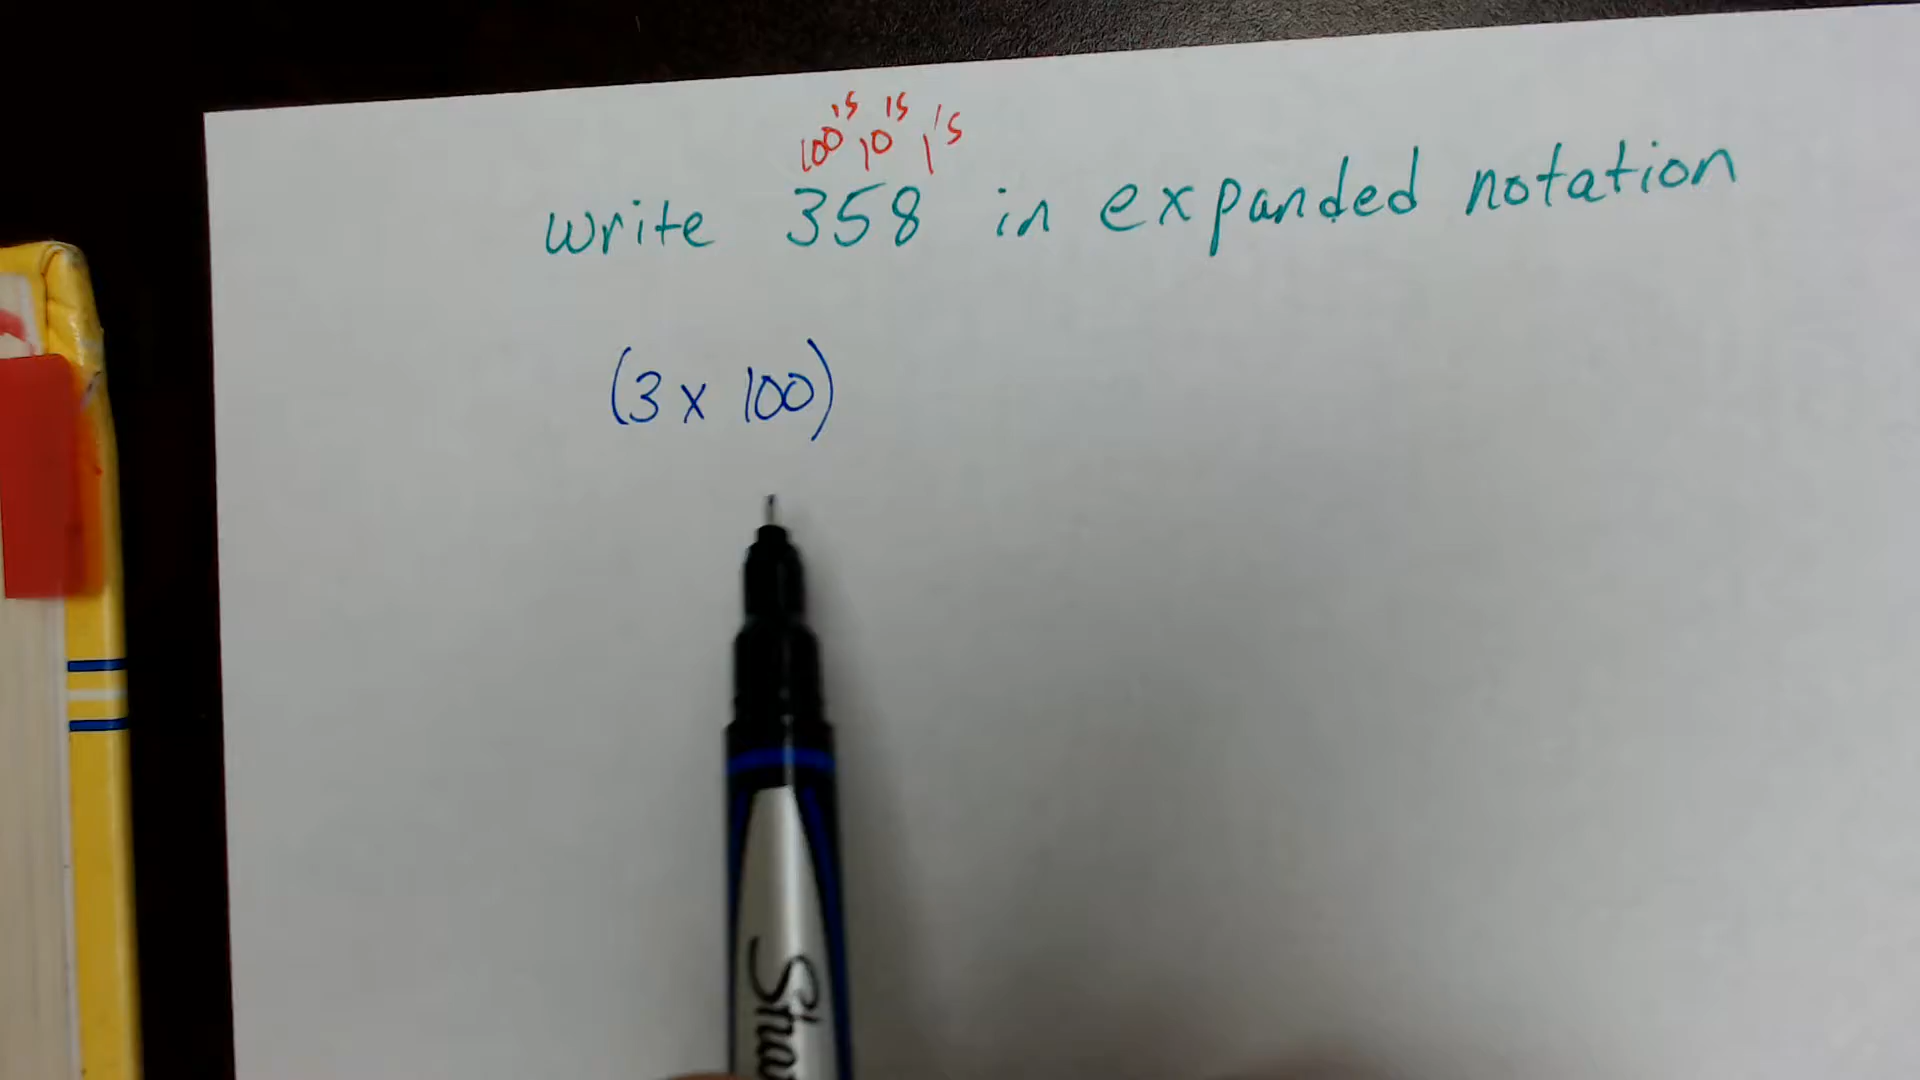 100's 10's 1's
write 358 in expanded notation
(3 x 100)
Sha